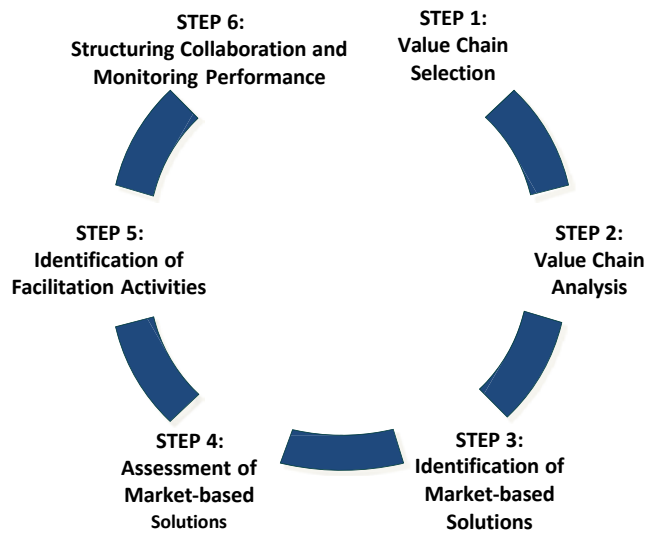 STEP 1:
Value Chain
Selection
STEP 2:
Value Chain
Analysis
STEP 3:
Identification of
Market-based
Solutions
STEP 4:
Assessment of
Market-based
Solutions
STEP 5:
Identification of
Facilitation Activities
STEP 6:
Structuring Collaboration and
Monitoring Performance